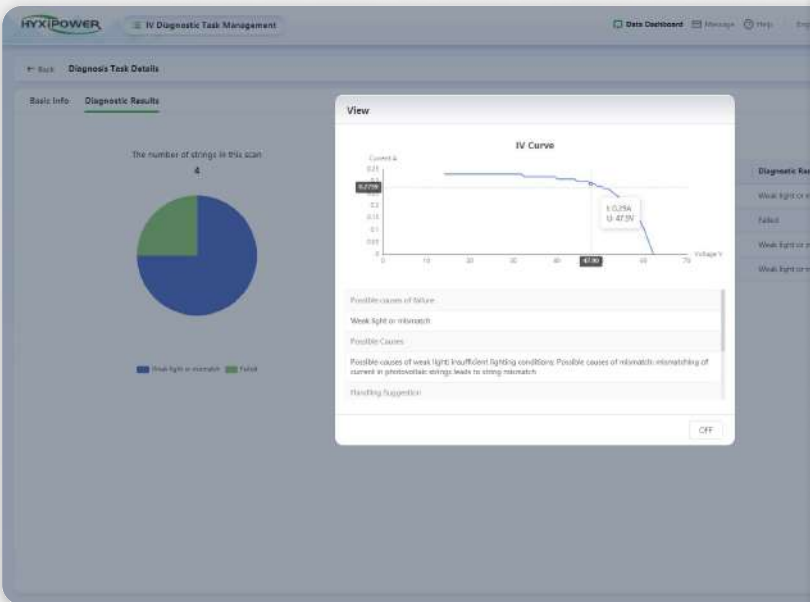 HYXiPOWER
IV Diagnostic Task Management
Data Dashboard
Message
Help
← Back
Diagnosis Task Details
Basic Info
Diagnostic Results
The number of strings in this scan
4
Weak light or mismatch
Failed
View
IV Curve
Current A
0.25
0.2
0.15
0.1
0.05
0
10
20
30
40
47.90
60
70
Voltage V
I: 0.29A
U: 47.9V
Possible causes of failure
Weak light or mismatch
Possible Causes
Possible causes of weak light: insufficient lighting conditions; Possible causes of mismatch: mismatching of
current in photovoltaic strings leads to string mismatch
Handling Suggestion
OFF
Diagnostic
Weak light or
Failed
Weak light or
Weak light or